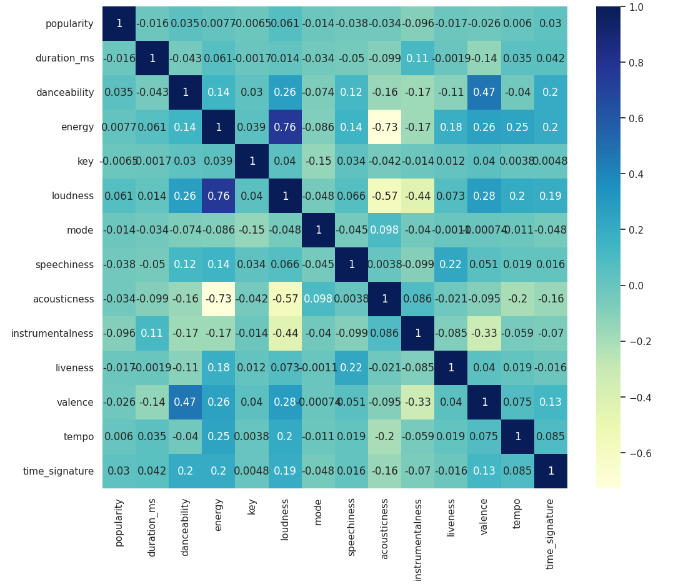 popularity 1 -0.016 0.035 0.0077 -0.0065 0.061 -0.014 -0.038 -0.034 -0.096 -0.017 -0.026 0.006 0.03
duration_ms -0.016 1 -0.043 0.061 -0.0017 0.014 -0.034 -0.05 -0.099 0.11 -0.0019 -0.14 0.035 0.042
danceability 0.035 -0.043 1 0.14 0.03 0.26 -0.074 0.12 -0.16 -0.17 -0.11 0.47 -0.04 0.2
energy 0.0077 0.061 0.14 1 0.039 0.76 -0.086 0.14 -0.73 -0.17 0.18 0.26 0.25 0.2
key -0.0065 -0.0017 0.03 0.039 1 0.04 -0.15 0.034 -0.042 -0.014 0.012 0.04 0.0038 0.0048
loudness 0.061 0.014 0.26 0.76 0.04 1 -0.048 0.066 -0.57 -0.44 0.073 0.28 0.2 0.19
mode -0.014 -0.034 -0.074 -0.086 -0.15 -0.048 1 -0.045 0.098 -0.04 -0.0011 -0.00074 -0.011 -0.048
speechiness -0.038 -0.05 0.12 0.14 0.034 0.066 -0.045 1 0.0038 -0.099 0.22 0.051 0.019 0.016
acousticness -0.034 -0.099 -0.16 -0.73 -0.042 -0.57 0.098 0.0038 1 0.086 -0.021 -0.095 -0.2 -0.16
instrumentalness -0.096 0.11 -0.17 -0.17 -0.014 -0.44 -0.04 -0.099 0.086 1 -0.085 -0.33 -0.059 -0.07
liveness -0.017 -0.0019 -0.11 0.18 0.012 0.073 -0.0011 0.22 -0.021 -0.085 1 0.04 0.019 -0.016
valence -0.026 -0.14 0.47 0.26 0.04 0.28 -0.00074 0.051 -0.095 -0.33 0.04 1 0.075 0.13
tempo 0.006 0.035 -0.04 0.25 0.0038 0.2 -0.011 0.019 -0.2 -0.059 0.019 0.075 1 0.085
time_signature 0.03 0.042 0.2 0.2 0.0048 0.19 -0.048 0.016 -0.16 -0.07 -0.016 0.13 0.085 1
popularity duration_ms danceability energy key loudness mode speechiness acousticness instrumentalness liveness valence tempo time_signature
1.0
0.8
0.6
0.4
0.2
0.0
−0.2
−0.4
−0.6